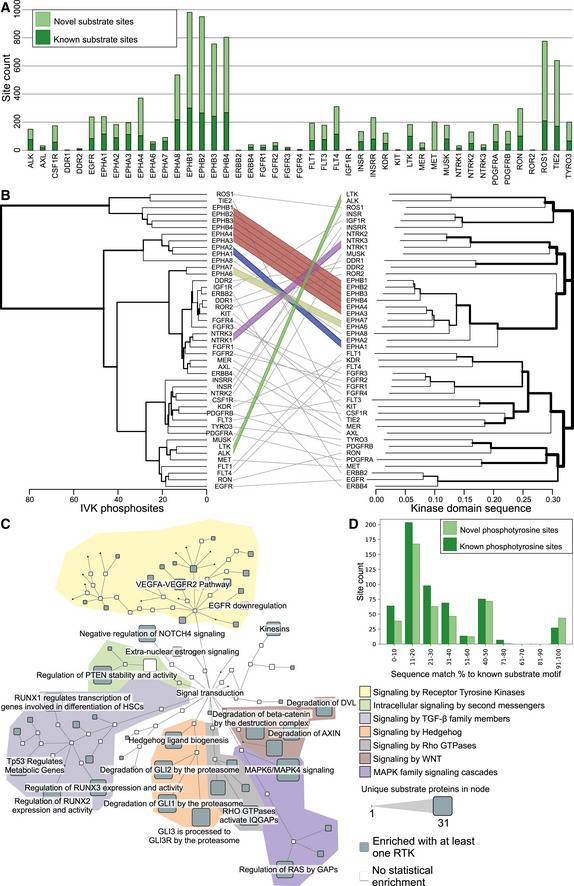 A
Site count
1000
800
600
400
200
0
Novel substrate sites
Known substrate sites
ALK
AXL
CSF1R
DDR1
DDR2
EGFR
EPHA1
EPHA2
EPHA3
EPHA4
EPHA6
EPHA7
EPHA8
EPHB1
EPHB2
EPHB3
EPHB4
ERBB2
ERBB4
FGFR1
FGFR2
FGFR3
FGFR4
FLT1
FLT3
FLT4
IGF1R
INSR
INSRR
KDR
KIT
LTK
MER
MET
MUSK
NTRK1
NTRK2
NTRK3
PDGFRA
PDGFRB
RON
ROR2
ROS1
TIE2
TYRO3
B
ROS1
TIE2
EPHB1
EPHB2
EPHB3
EPHB4
EPHA4
EPHA3
EPHA2
EPHA1
EPHA8
EPHA7
EPHA6
DDR2
IGF1R
ERBB2
DDR1
ROR2
KIT
FGFR4
FGFR3
NTRK3
NTRK1
FGFR1
FGFR2
MER
AXL
ERBB4
INSRR
INSR
NTRK2
CSF1R
KDR
PDGFRB
FLT3
TYRO3
PDGFRA
MUSK
LTK
ALK
MET
FLT1
FLT4
RON
EGFR
80 60 40 20 0
IVK phosphosites
LTK
ALK
ROS1
INSR
IGF1R
INSRR
NTRK2
NTRK3
NTRK1
MUSK
DDR1
DDR2
ROR2
EPHB1
EPHB2
EPHB3
EPHB4
EPHA4
EPHA3
EPHA7
EPHA6
EPHA8
EPHA2
EPHA1
FLT1
KDR
FLT4
FGFR3
FGFR2
FGFR1
FGFR4
FLT3
KIT
CSF1R
TIE2
MER
AXL
TYRO3
PDGFRB
RON
PDGFRA
MET
ERBB2
EGFR
ERBB4
0.00 0.05 0.10 0.15 0.20 0.25 0.30
Kinase domain sequence
C
VEGFA-VEGFR2 Pathway
EGFR downregulation
Negative regulation of NOTCH4 signaling
Kinesins
Extra-nuclear estrogen signaling
Regulation of PTEN stability and activity
Signal transduction
RUNX1 regulates transcription of
genes involved in differentiation of HSCs
Degradation of DVL
Degradation of beta-catenin
by the destruction complex
Degradation of AXIN
Hedgehog ligand biogenesis
Tp53 Regulates
Metabolic Genes
Degradation of GLI2 by the proteasome
MAPK6/MAPK4 signaling
Regulation of RUNX3 expression and activity
Regulation of RUNX2
expression and activity
Degradation of GLI1 by the proteasome
RHO GTPases
activate IQGAPs
GLI3 is processed to
GLI3R by the proteasome
Regulation of RAS by GAPs
D
Site count
200
175
150
125
100
75
50
25
0
Novel phosphotyrosine sites
Known phosphotyrosine sites
0-10
11-20
21-30
31-40
51-60
40-50
71-80
61-70
81-90
91-100
Sequence match % to known substrate motif
Signaling by Receptor Tyrosine Kinases
Intracellular signaling by second messengers
Signaling by TGF-β family members
Signaling by Hedgehog
Signaling by Rho GTPases
Signaling by WNT
MAPK family signaling cascades
Unique substrate proteins in node
1
31
Enriched with at least
one RTK
No statistical
enrichment